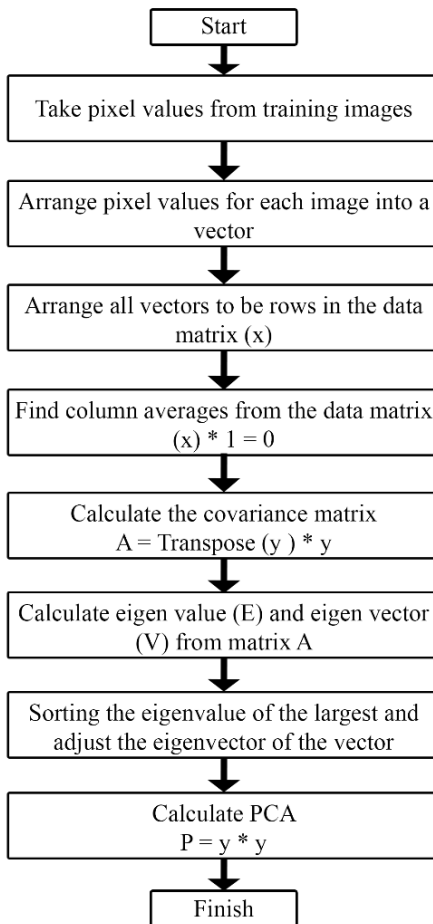 Start
Take pixel values from training images
Arrange pixel values for each image into a
vector
Arrange all vectors to be rows in the data
matrix (x)
Find column averages from the data matrix
(x) * 1 = 0
Calculate the covariance matrix
A = Transpose (y ) * y
Calculate eigen value (E) and eigen vector
(V) from matrix A
Sorting the eigenvalue of the largest and
adjust the eigenvector of the vector
Calculate PCA
P = y * y
Finish